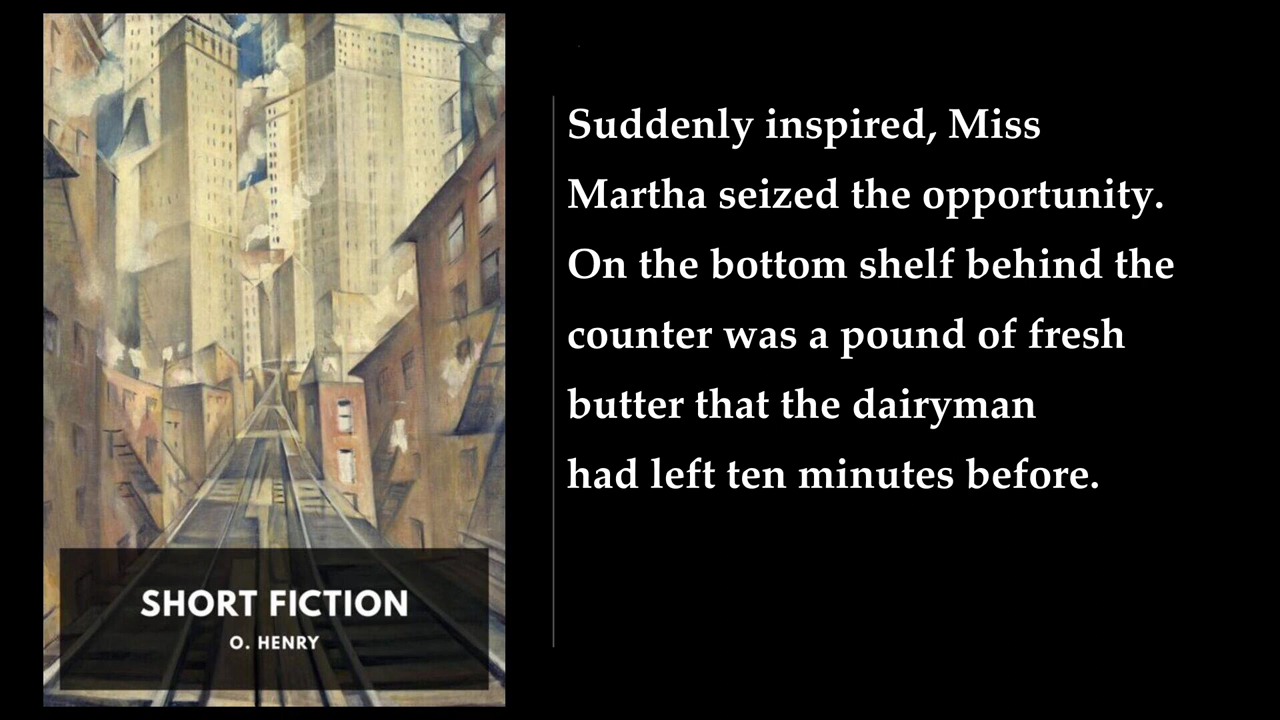 SHORT FICTION
O. HENRY
Suddenly inspired, Miss
Martha seized the opportunity.
On the bottom shelf behind the
counter was a pound of fresh
butter that the dairyman
had left ten minutes before.